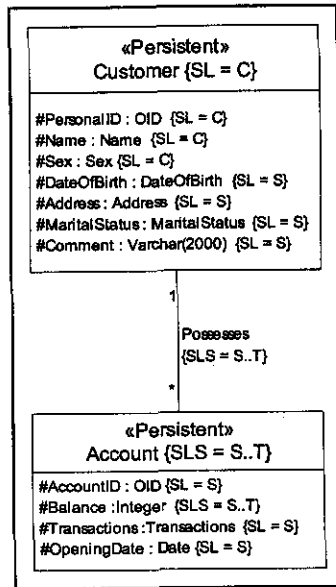 «Persistent»
Customer {SL = C}
#PersonalID : OID {SL = C}
#Name : Name {SL = C}
#Sex : Sex {SL = C}
#DateOfBirth : DateOfBirth {SL = S}
#Address : Address {SL = S}
#MaritalStatus : MaritalStatus {SL = S}
#Comment : Varchar(2000) {SL = S}
1
Possesses
{SLS = S..T}
*
«Persistent»
Account {SLS = S..T}
#AccountID : OID {SL = S}
#Balance :Integer {SLS = S..T}
#Transactions :Transactions {SL = S}
#OpeningDate : Date {SL = S}